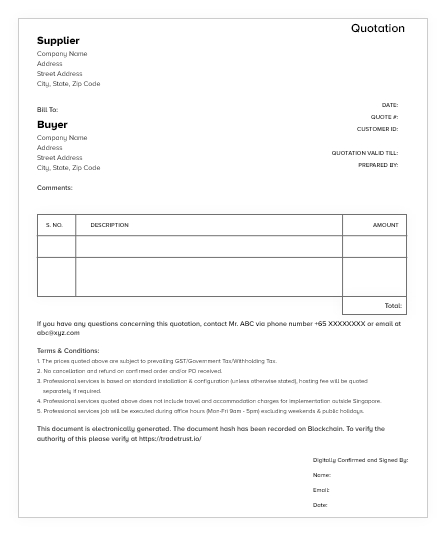 Quotation
Supplier
Company Name
Address
Street Address
City, State, Zip Code
Bill To:
DATE:
QUOTE #:
CUSTOMER ID:
Buyer
Company Name
Address
Street Address
City, State, Zip Code
QUOTATION VALID TILL:
PREPARED BY:
Comments:
S. NO. DESCRIPTION AMOUNT
Total:
If you have any questions concerning this quotation, contact Mr. ABC via phone number +65 XXXXXXXX or email at
abc@xyz.com
Terms & Conditions:
1. The prices quoted above are subject to prevailing GST/Government Tax/Withholding Tax.
2. No cancellation and refund on confirmed order and/or PO received.
3. Professional services is based on standard installation & configuration (unless otherwise stated), hosting fee will be quoted
separately if required.
4. Professional services quoted above does not include travel and accommodation charges for implementation outside Singapore.
5. Professional services job will be executed during office hours (Mon-Fri 9am - 5pm) excluding weekends & public holidays.
This document is electronically generated. The document hash has been recorded on Blockchain. To verify the
authority of this please verify at https://tradetrust.io/
Digitally Confirmed and Signed By:
Name:
Email:
Date: